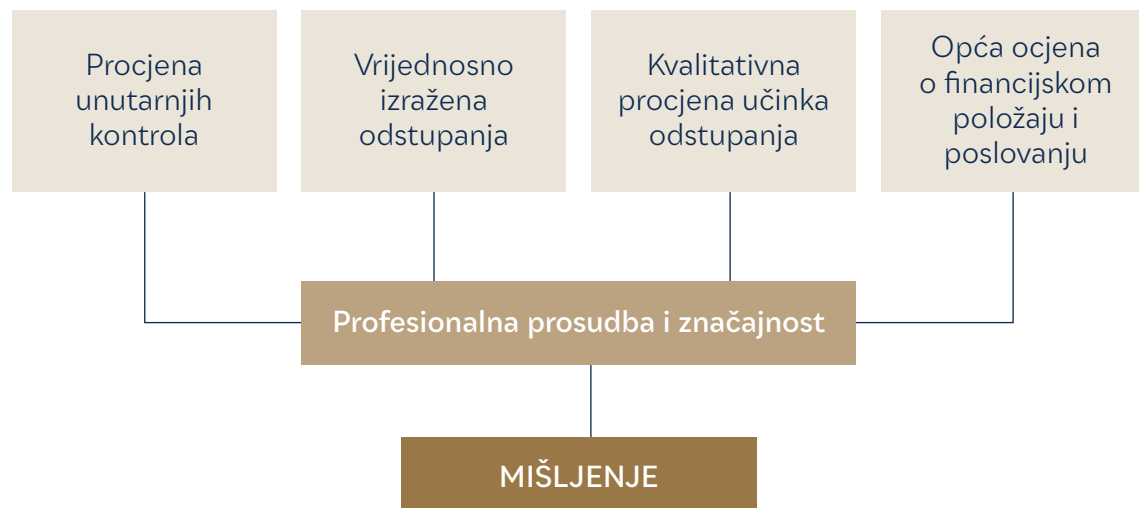 Procjena
unutarnjih
kontrola
Vrijednosno
izražena
odstupanja
Kvalitativna
procjena učinka
odstupanja
Opća ocjena
o financijskom
položaju i
poslovanju
Profesionalna prosudba i značajnost
MIŠLJENJE